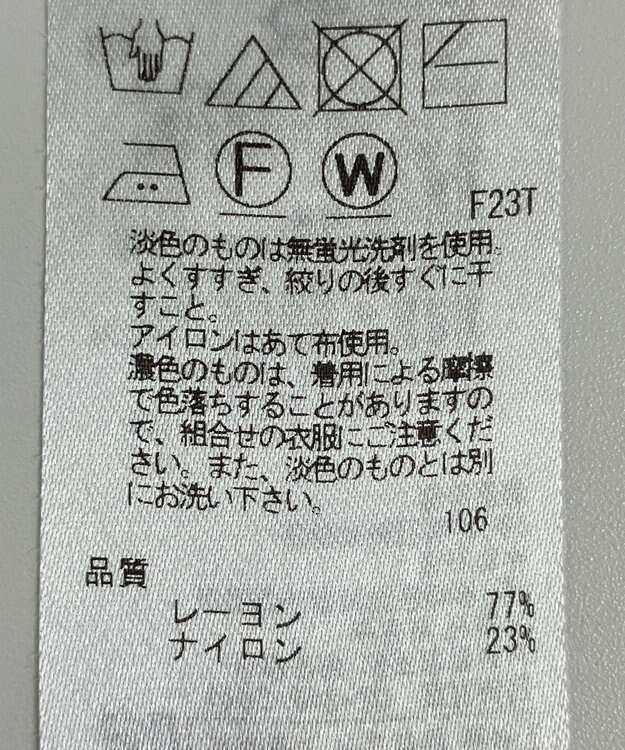 F
W
F23T
淡色のものは無蛍光洗剤を使用。
よくすすぎ、絞りの後すぐに干
すこと。
アイロンはあて布使用。
濃色のものは、着用による摩擦
で色落ちすることがありますの
で、組合せの衣服にご注意くだ
さい。また、淡色のものとは別
にお洗い下さい。
106
品質
レーヨン 77%
ナイロン 23%